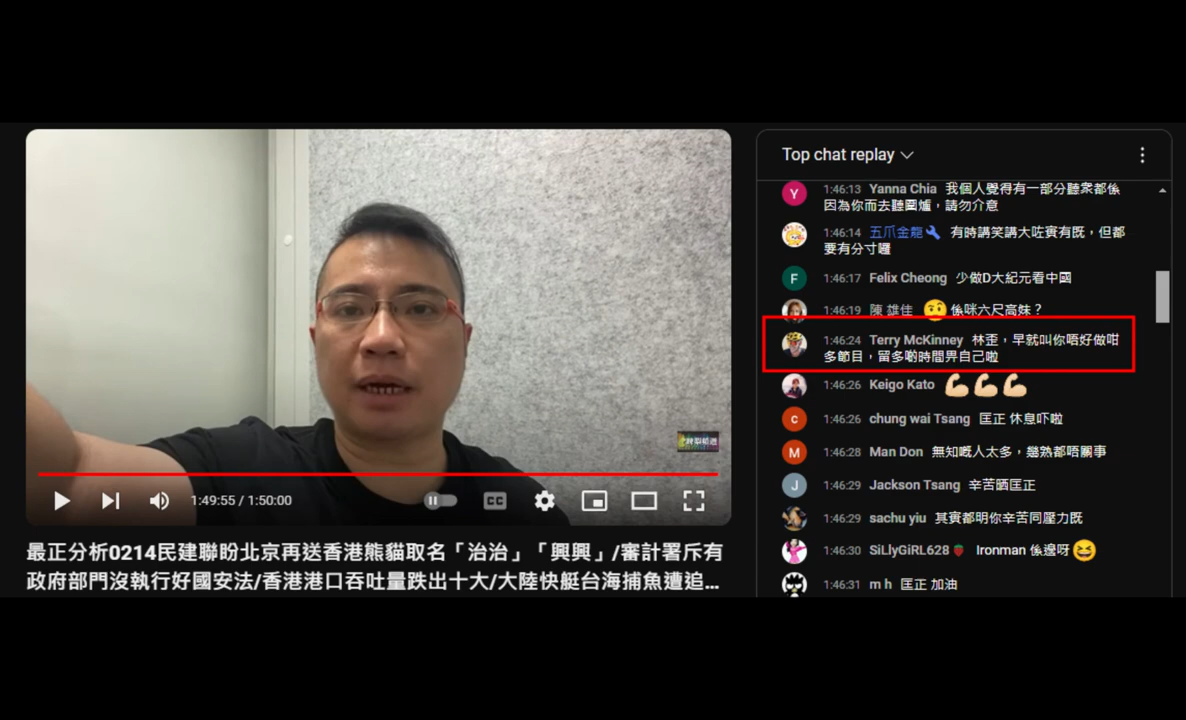 Top chat replay
1:46:13 Yanna Chia 我個人覺得有一部分聽眾都係
因為你而去聽圍爐，請勿介意
1:46:14 五爪金龍 有時講笑講大咗實有既，但都
要有分寸囉
1:46:17 Felix Cheong 少做D大紀元看中國
1:46:19 陳 雄佳 係咪六尺高妹？
1:46:24 Terry McKinney 林歪，早就叫你唔好做咁
多節目，留多啲時間畀自己啦
1:46:26 Keigo Kato 💪💪💪
1:46:26 chung wai Tsang 匡正 休息吓啦
1:46:28 Man Don 無知嘅人太多，幾熟都唔關事
1:46:29 Jackson Tsang 辛苦晒匡正
1:46:29 sachu yiu 其實都明你辛苦同壓力既
1:46:30 SiLlyGiRL628🍓 Ironman 係邊呀😆
1:46:31 m h 匡正 加油
1:49:55 / 1:50:00
CC
最正分析0214民建聯盼北京再送香港熊貓取名「治治」「興興」/審計署斥有
政府部門沒執行好國安法/香港港口吞吐量跌出十大/大陸快艇台海捕魚遭追...